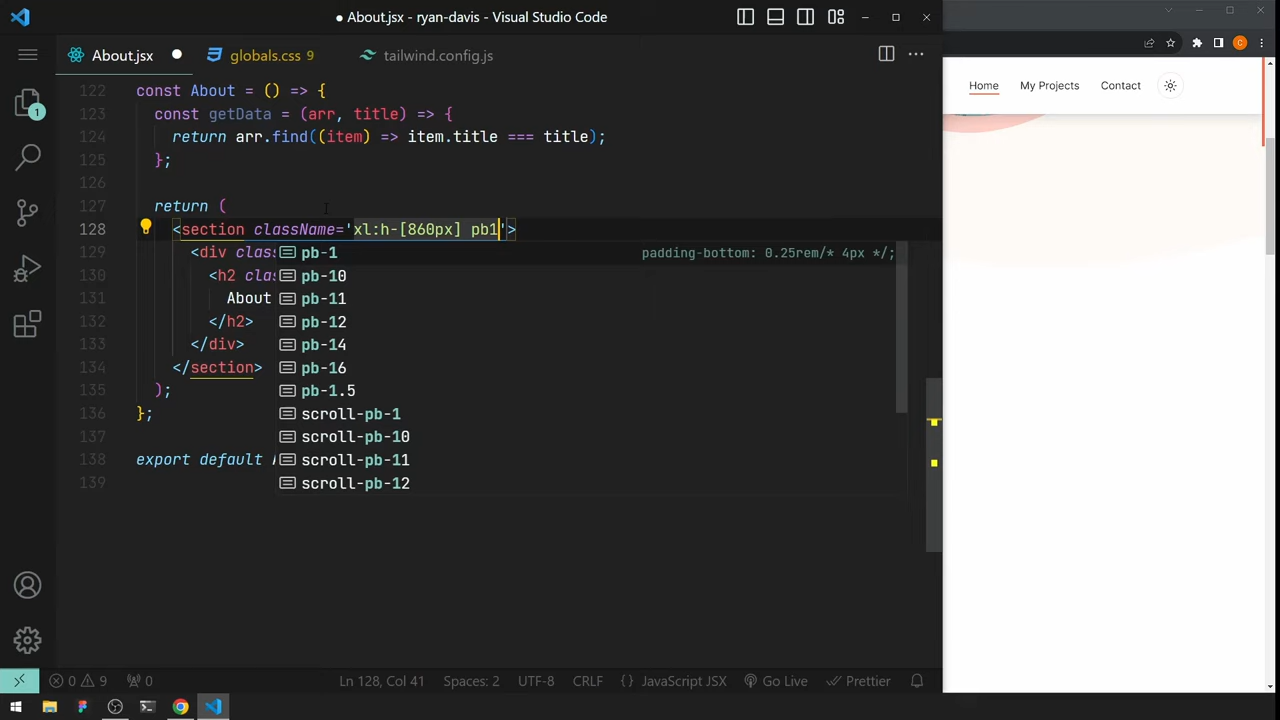 ● About.jsx - ryan-davis - Visual Studio Code
About.jsx ●
globals.css 9
tailwind.config.js
Home My Projects Contact
122 const About = () => {
123 const getData = (arr, title) => {
124 return arr.find((item) => item.title === title);
125 };
126
127 return (
128 <section className='xl:h-[860px] pb1'>
129 <div clas
130 <h2 clas
131 About
132 </h2>
133 </div>
134 </section>
135 );
136 };
137
138 export default
139
pb-1 padding-bottom: 0.25rem/* 4px */;
pb-10
pb-11
pb-12
pb-14
pb-16
pb-1.5
scroll-pb-1
scroll-pb-10
scroll-pb-11
scroll-pb-12
1
C
0 9 0 Ln 128, Col 41 Spaces: 2 UTF-8 CRLF {} JavaScript JSX Go Live Prettier